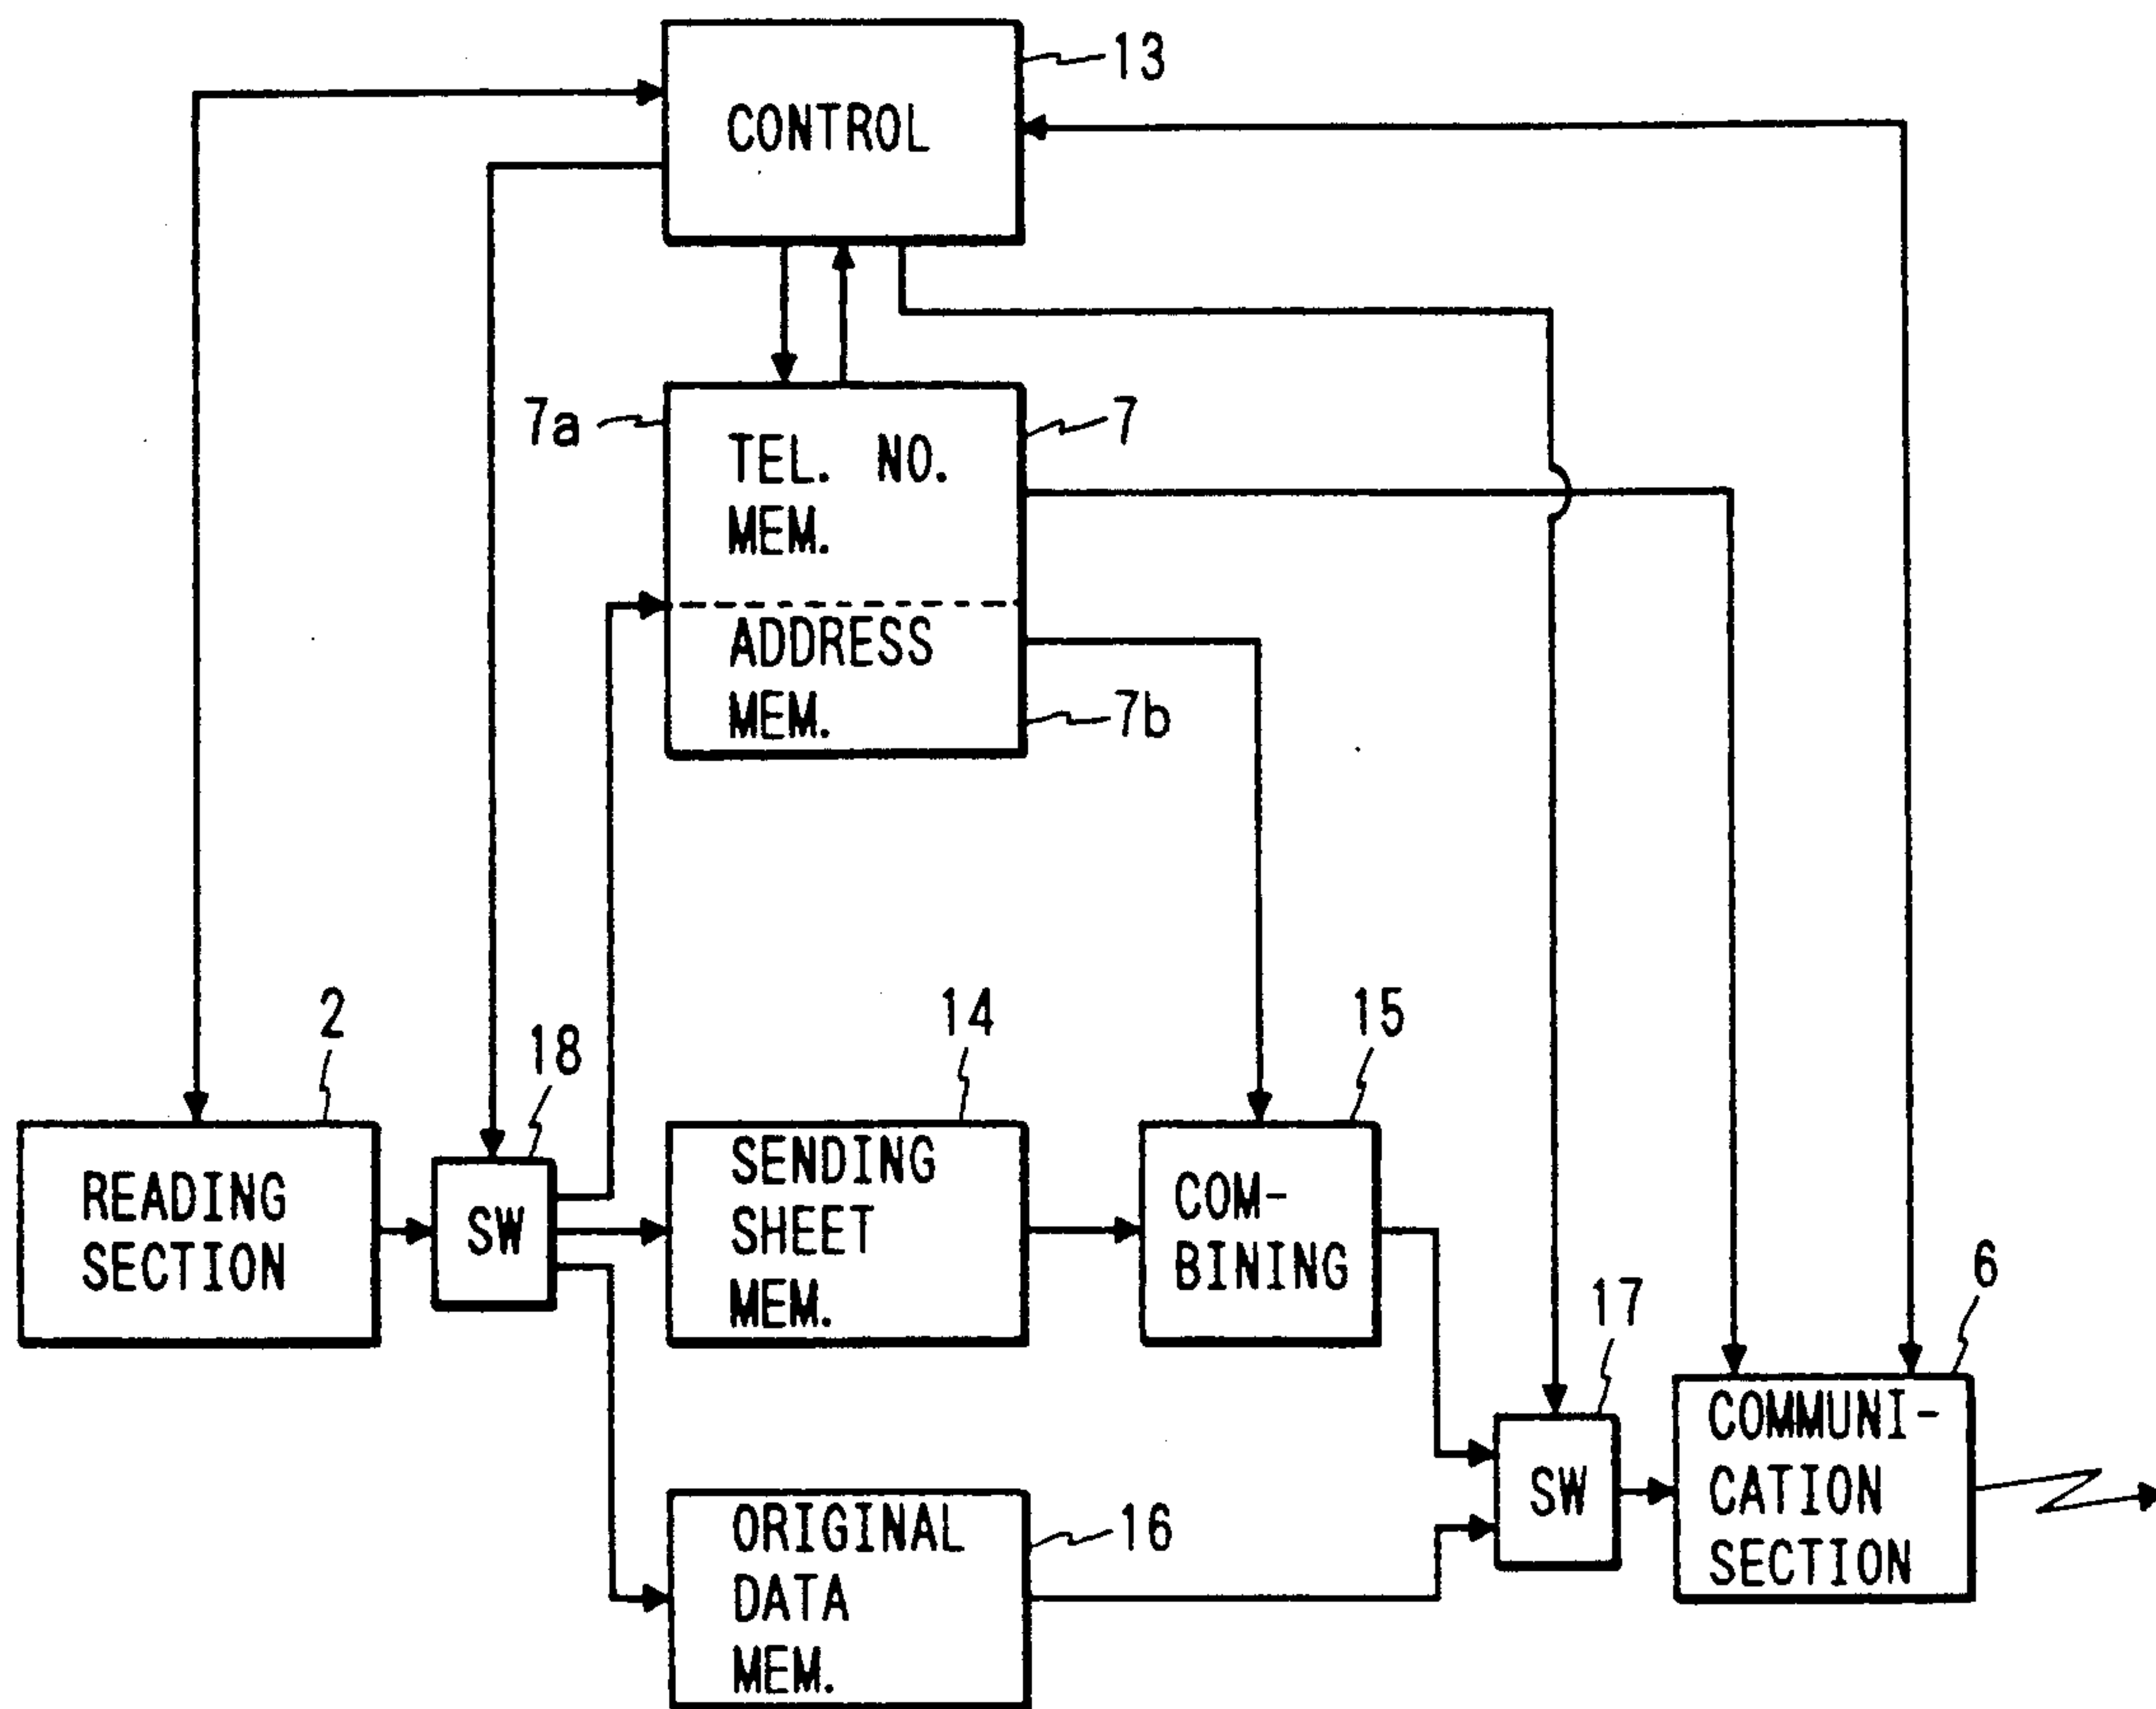 13
CONTROL
7a
7
TEL. NO.
MEM.
ADDRESS
MEM.
7b
2
18
14
15
READING
SECTION
SW
SENDING
SHEET
MEM.
COM-
BINING
17
6
SW
COMMUNI-
CATION
SECTION
ORIGINAL
DATA
MEM.
16